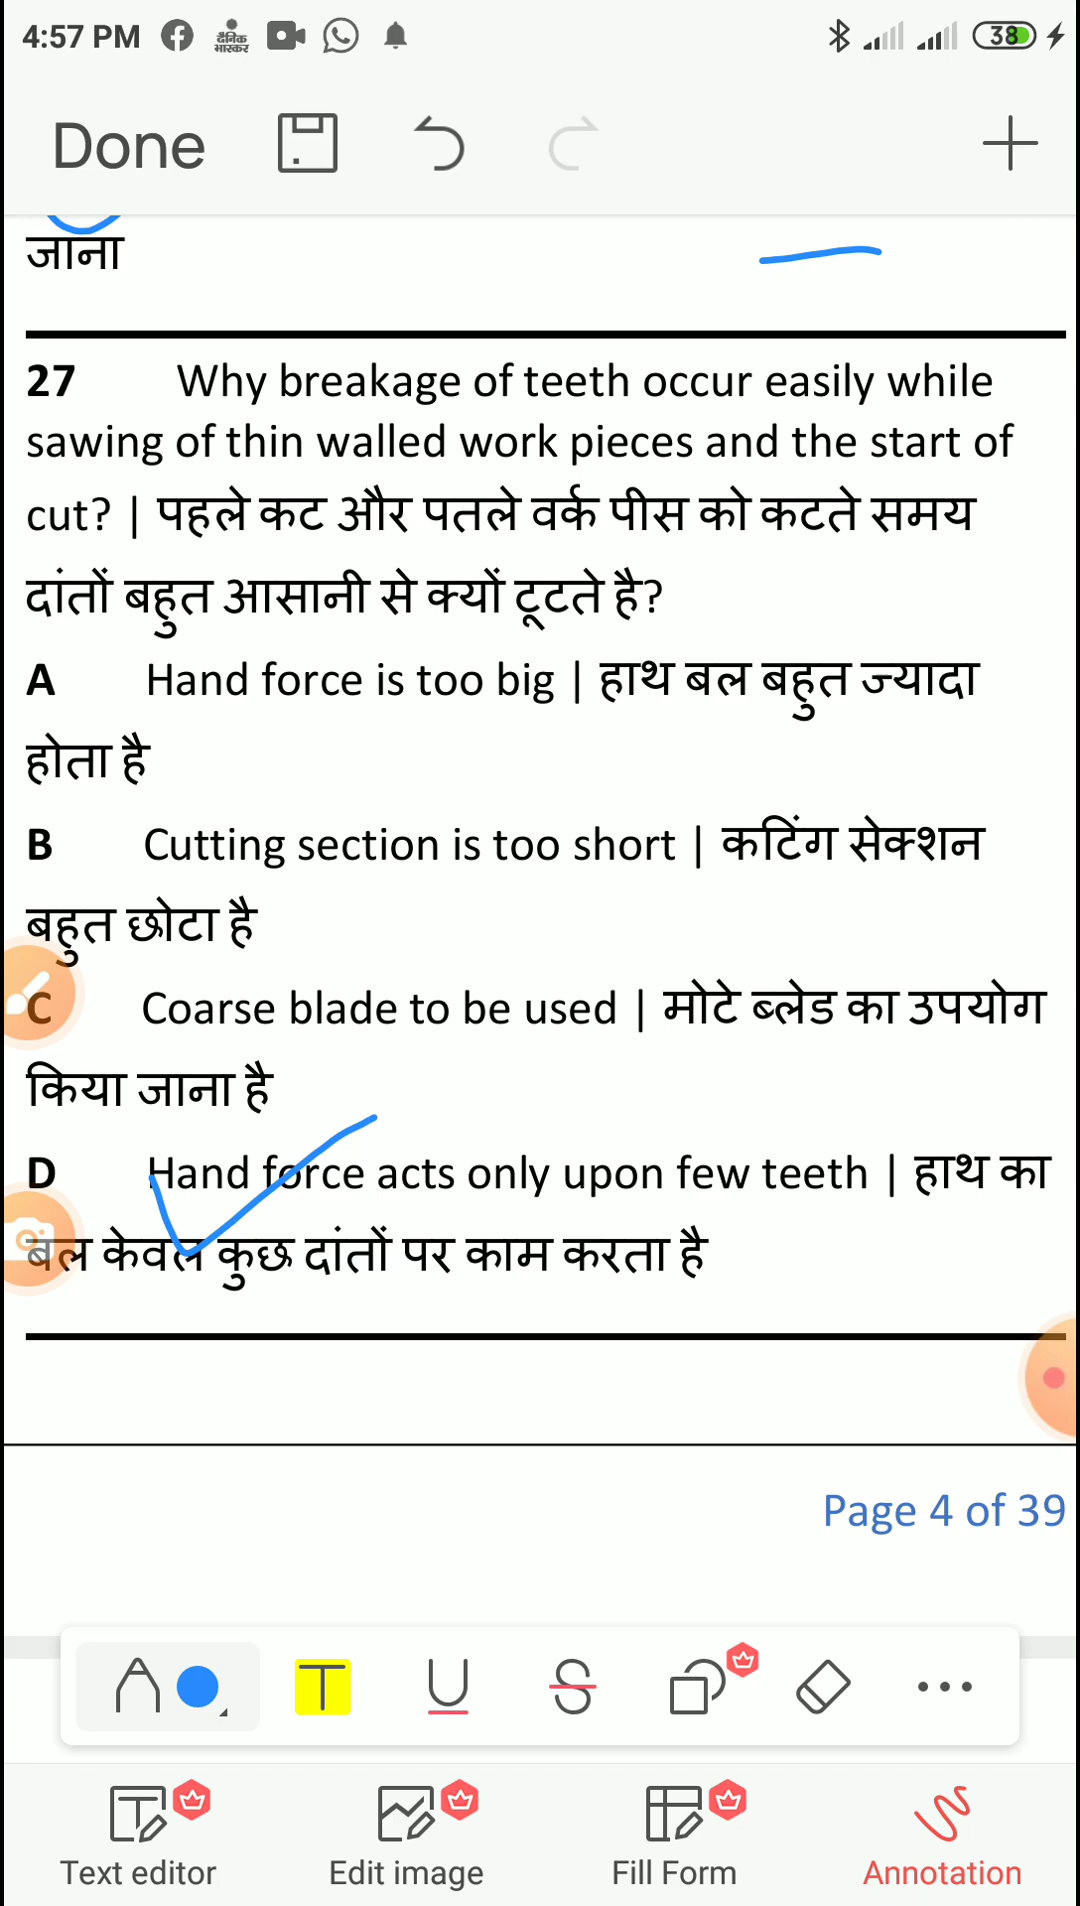 4:57 PM
दैनिक
भास्कर
38
Done
जाना
27 Why breakage of teeth occur easily while
sawing of thin walled work pieces and the start of
cut? | पहले कट और पतले वर्क पीस को कटते समय
दांतों बहुत आसानी से क्यों टूटते है?
A Hand force is too big | हाथ बल बहुत ज्यादा
होता है
B Cutting section is too short | कटिंग सेक्शन
बहुत छोटा है
C Coarse blade to be used | मोटे ब्लेड का उपयोग
किया जाना है
D Hand force acts only upon few teeth | हाथ का
बल केवल कुछ दांतों पर काम करता है
Page 4 of 39
T U S
Text editor Edit image Fill Form Annotation